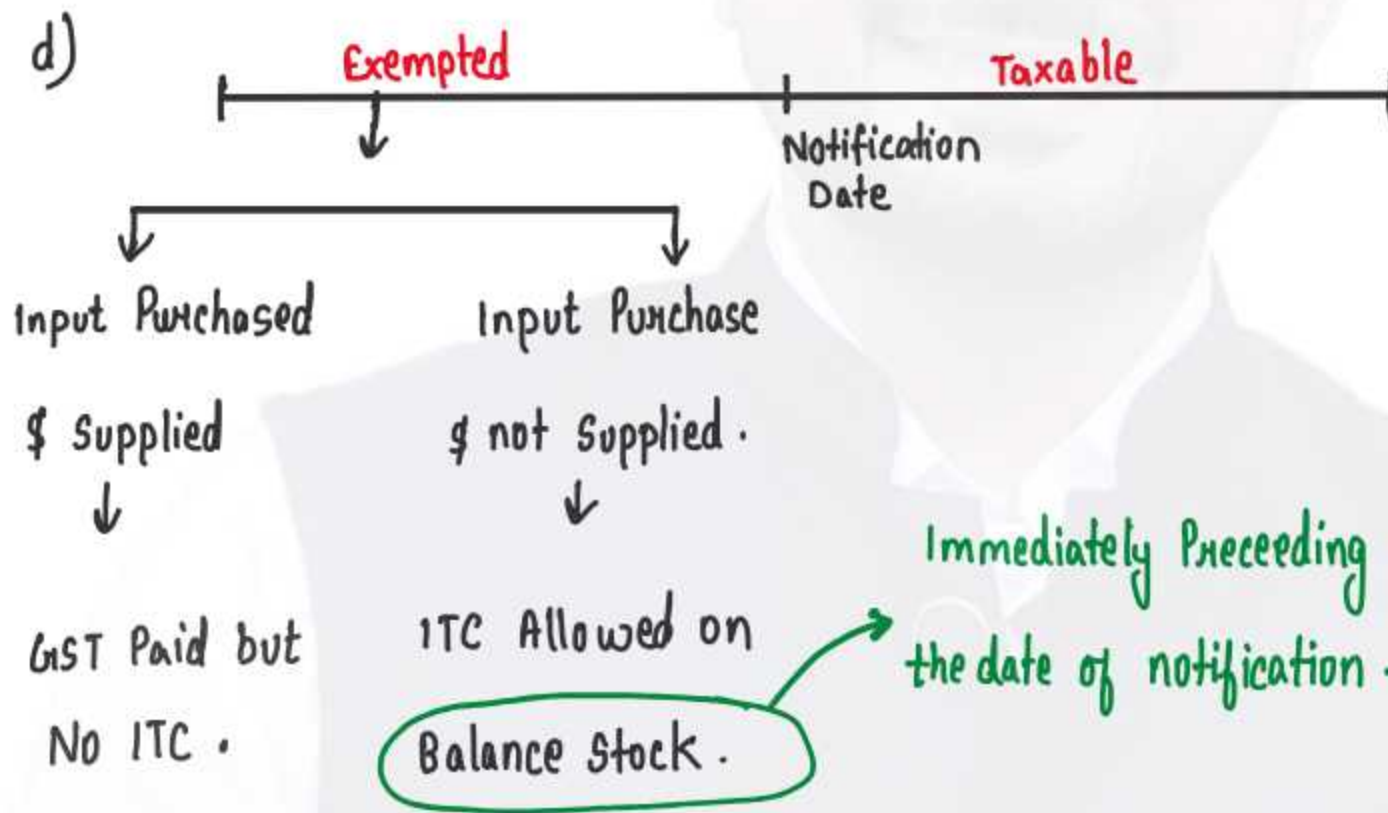 d)
Exempted
Taxable
Notification
Date
Input Purchased
$ Supplied
GST Paid but
No ITC.
Input Purchase
$ not Supplied.
ITC Allowed on
Balance Stock.
Immediately Preceeding
the date of notification.